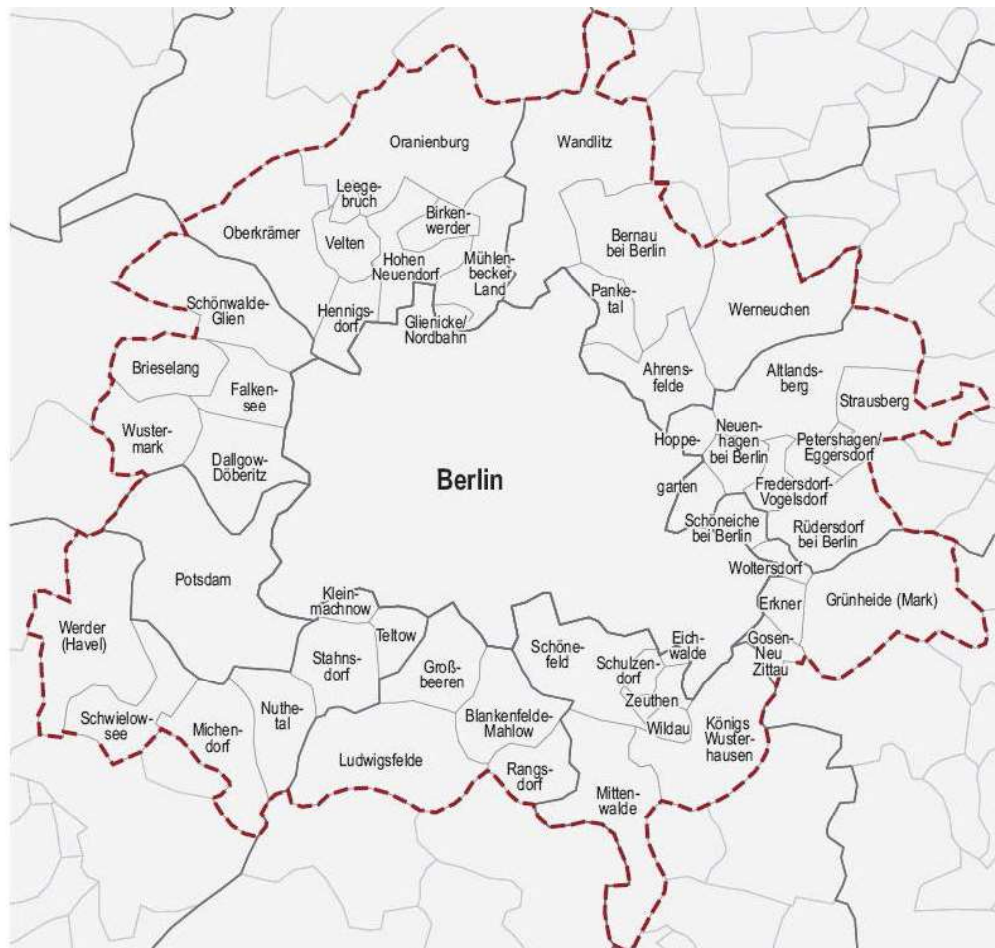 Oranienburg
Wandlitz
Leege-
bruch
Birken-
werder
Oberkrämer
Velten
Hohen
Neuendorf
Mühlen-
becker
Land
Bernau
bei Berlin
Panke-
tal
Schönwalde-
Glien
Hennigs-
dorf
Glienicke/
Nordbahn
Werneuchen
Brieselang
Falken-
see
Ahrens-
felde
Altlands-
berg
Strausberg
Wuster-
mark
Dallgow-
Döberitz
Berlin
Hoppe-
garten
Neuen-
hagen
bei Berlin
Petershagen/
Eggersdorf
Fredersdorf-
Vogelsdorf
Schöneiche
bei Berlin
Rüdersdorf
bei Berlin
Woltersdorf
Potsdam
Klein-
machnow
Erkner
Grünheide (Mark)
Werder
(Havel)
Teltow
Stahns-
dorf
Groß-
beeren
Schöne-
feld
Schulzen-
dorf
Eich-
walde
Gosen-
Neu
Zittau
Zeuthen
Schwielow-
see
Michen-
dorf
Nuthe-
tal
Blankenfelde-
Mahlow
Wildau
Königs
Wuster-
hausen
Ludwigsfelde
Rangs-
dorf
Mitten-
walde